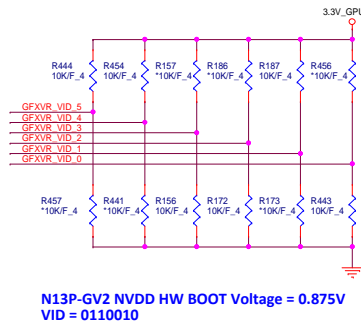 3.3V_GPU
R444 R454 R157 R186 R187 R456
10K/F_4 10K/F_4 *10K/F_4 *10K/F_4 10K/F_4 *10K/F_4
GFXVR_VID_5
GFXVR_VID_4
GFXVR_VID_3
GFXVR_VID_2
GFXVR_VID_1
GFXVR_VID_0
R457 R441 R156 R172 R173 R443
*10K/F_4 *10K/F_4 10K/F_4 10K/F_4 *10K/F_4 10K/F_4
N13P-GV2 NVDD HW BOOT Voltage = 0.875V
VID = 0110010